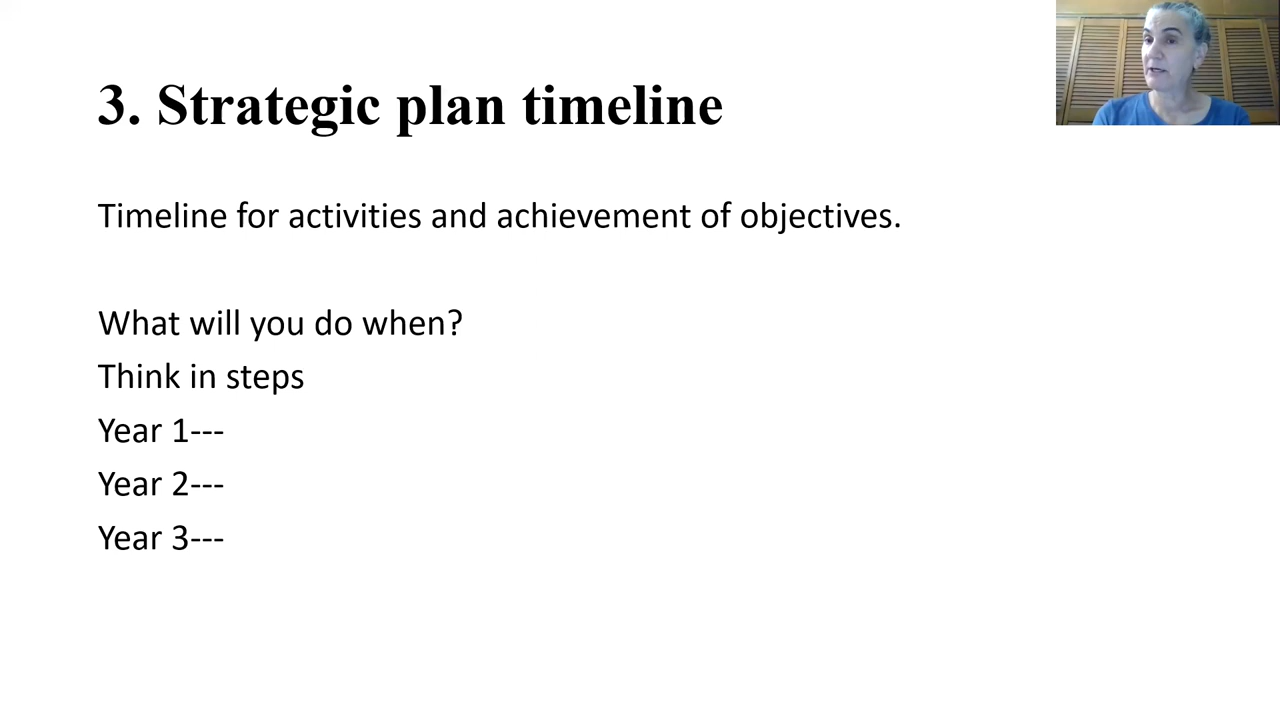 3. Strategic plan timeline
Timeline for activities and achievement of objectives.
What will you do when?
Think in steps
Year 1---
Year 2---
Year 3---